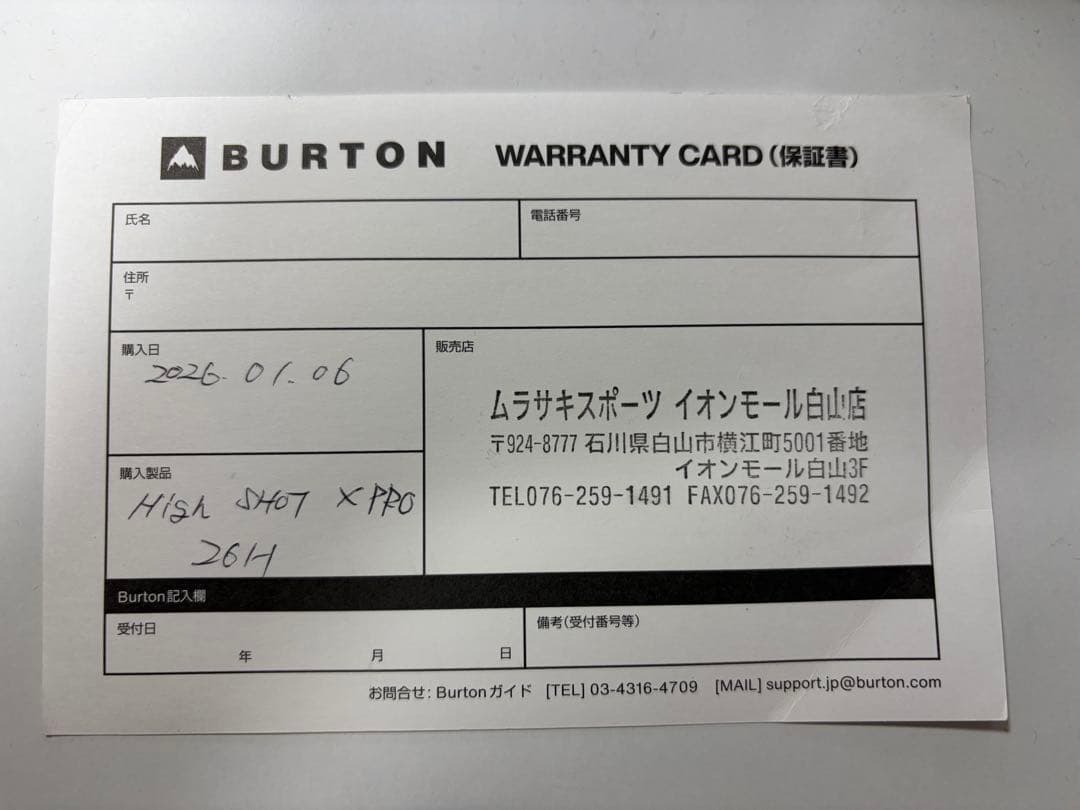 BURTON WARRANTY CARD（保証書）
氏名
電話番号
住所
〒
購入日
2026.01.06
販売店
ムラサキスポーツ イオンモール白山店
〒924-8777 石川県白山市横江町5001番地
イオンモール白山3F
TEL076-259-1491 FAX076-259-1492
購入製品
High SHOT X PRO
26H
Burton記入欄
受付日
年 月 日
備考（受付番号等）
お問合せ: Burtonガイド [TEL] 03-4316-4709 [MAIL] support.jp@burton.com